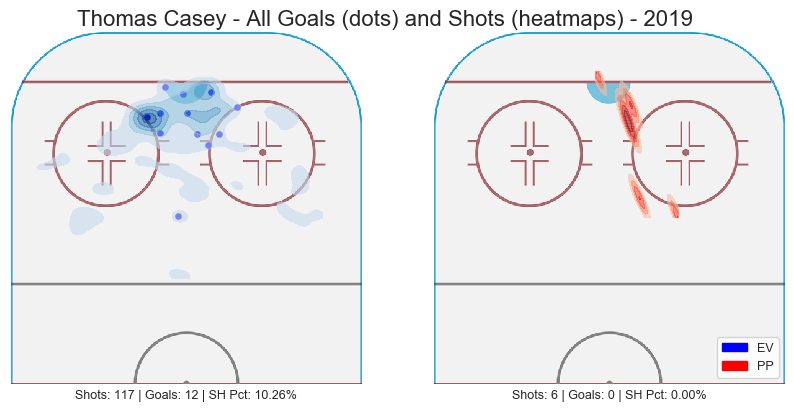 Thomas Casey - All Goals (dots) and Shots (heatmaps) - 2019
EV
PP
Shots: 117 | Goals: 12 | SH Pct: 10.26%
Shots: 6 | Goals: 0 | SH Pct: 0.00%